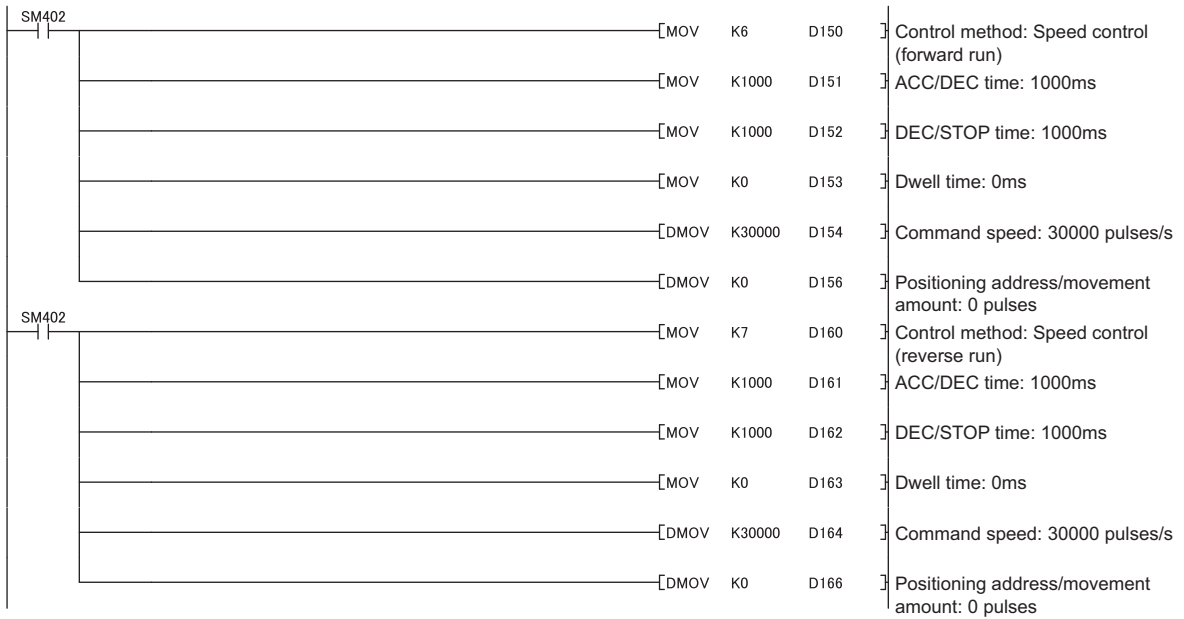 SM402
[MOV K6 D150 ] Control method: Speed control
(forward run)
[MOV K1000 D151 ] ACC/DEC time: 1000ms
[MOV K1000 D152 ] DEC/STOP time: 1000ms
[MOV K0 D153 ] Dwell time: 0ms
[DMOV K30000 D154 ] Command speed: 30000 pulses/s
[DMOV K0 D156 ] Positioning address/movement
amount: 0 pulses
SM402
[MOV K7 D160 ] Control method: Speed control
(reverse run)
[MOV K1000 D161 ] ACC/DEC time: 1000ms
[MOV K1000 D162 ] DEC/STOP time: 1000ms
[MOV K0 D163 ] Dwell time: 0ms
[DMOV K30000 D164 ] Command speed: 30000 pulses/s
[DMOV K0 D166 ] Positioning address/movement
amount: 0 pulses